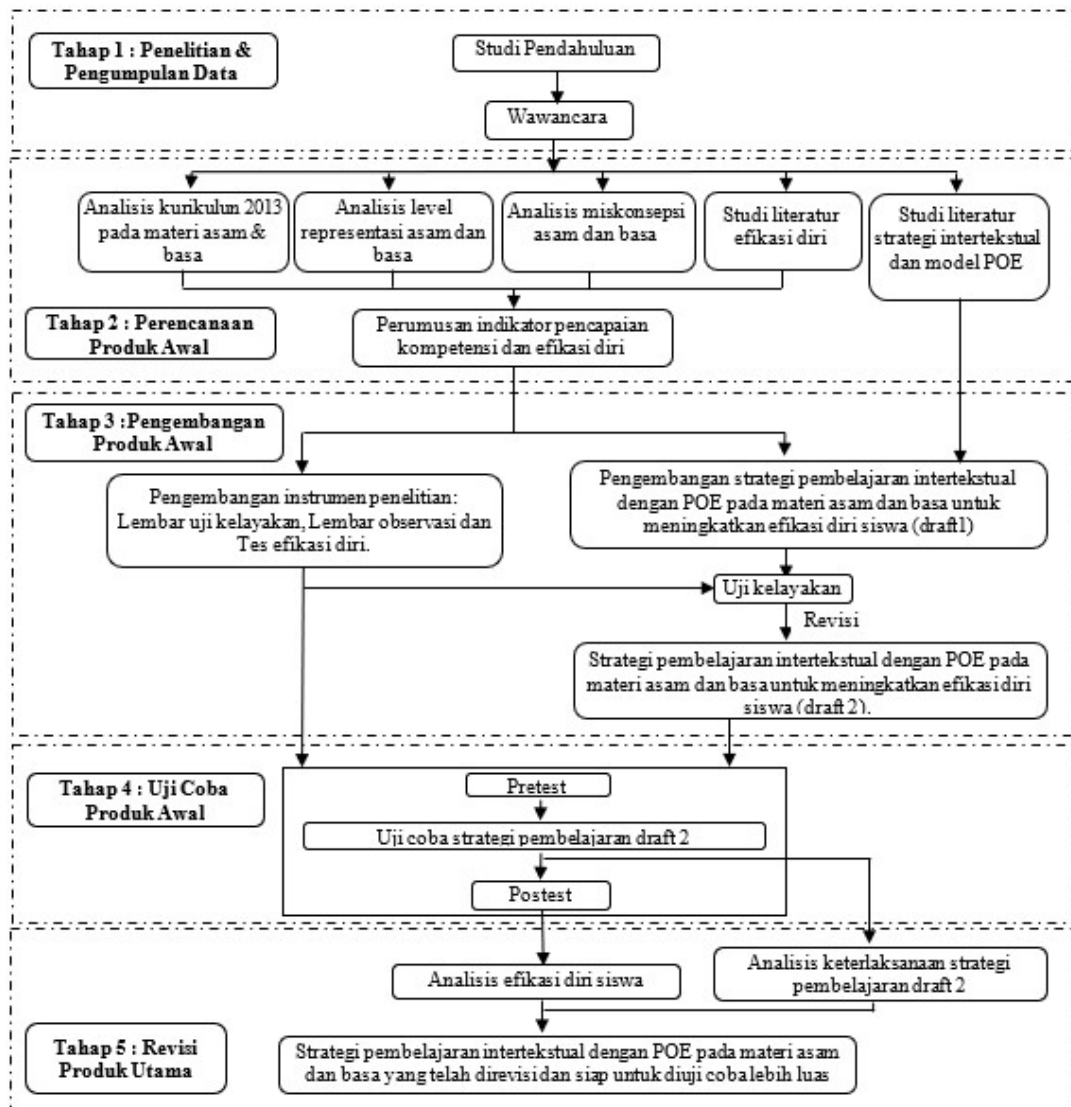 Tahap 1 : Penelitian &
Pengumpulan Data
Studi Pendahuluan
Wawancara
Analisis kurikulun 2013
pada materi asam &
basa
Analisis level
representasi asam dan
basa
Analisis miskonsepsi
asam dan basa
Studi literatur
efikasi diri
Studi literatur
strategi intertekstual
dan model POE
Tahap 2 : Perencanaan
Produk Awal
Perumusan indikator pencapaian
kompetensi dan efikasi diri
Tahap 3 :Pengembangan
Produk Awal
Pengembangan instrumen penelitian:
Lembar uji kelayakan, Lembar observasi dan
Tes efikasi diri.
Pengembangan strategi pembelajaran intertekstual
dengan POE pada materi asam dan basa untuk
meningkatkan efikasi diri siswa (draft1)
Uji kelayakan
Revisi
Strategi pembelajaran intertekstual dengan POE pada
materi asam dan basa untuk meningkatkan efikasi diri
siswa (draft 2).
Tahap 4 : Uji Coba
Produk Awal
Pretest
Uji coba strategi pembelajaran draft 2
Postest
Analisis efikasi diri siswa
Analisis keterlaksanaan strategi
pembelajaran draft 2
Tahap 5 : Revisi
Produk Utama
Strategi pembelajaran intertekstual dengan POE pada materi asam
dan basa yang telah direvisi dan siap untuk diuji coba lebih luas